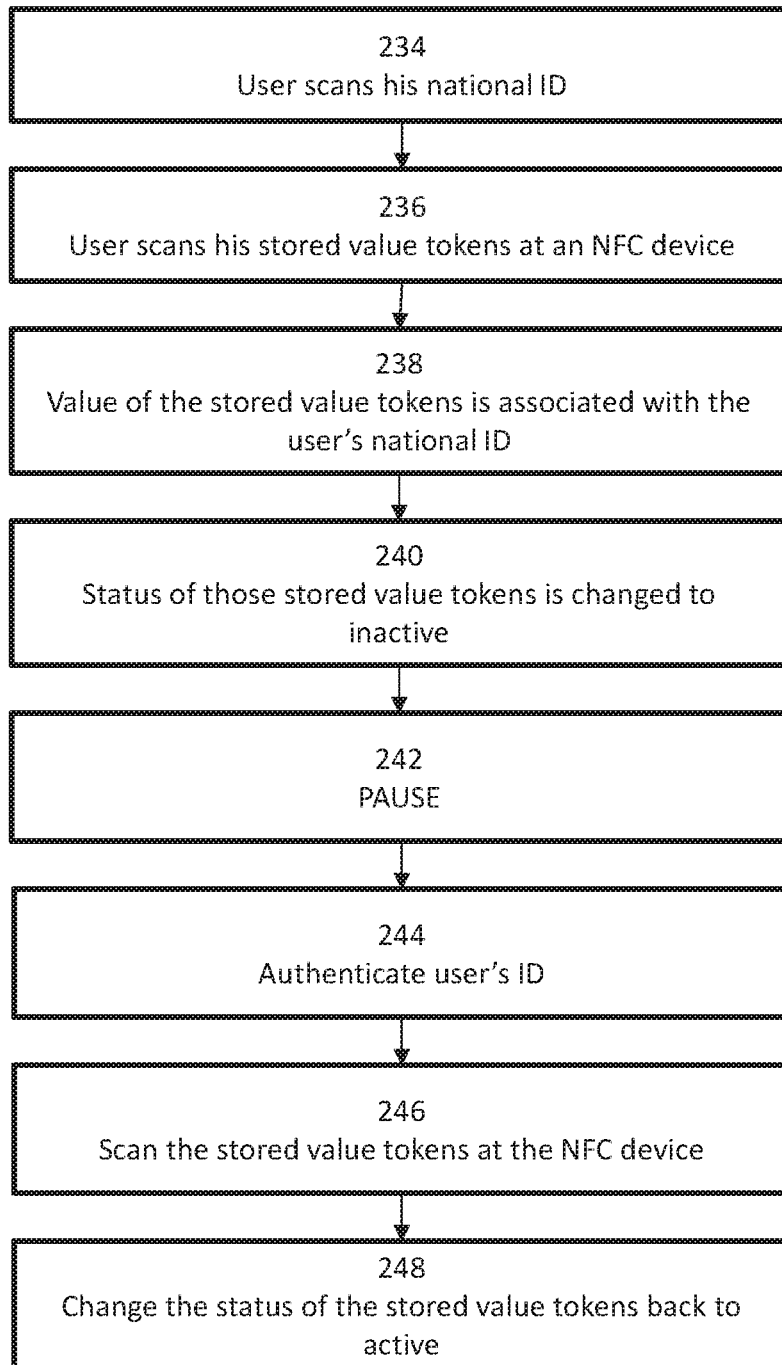 234
User scans his national ID
236
User scans his stored value tokens at an NFC device
238
Value of the stored value tokens is associated with the
user's national ID
240
Status of those stored value tokens is changed to
inactive
242
PAUSE
244
Authenticate user's ID
246
Scan the stored value tokens at the NFC device
248
Change the status of the stored value tokens back to
active